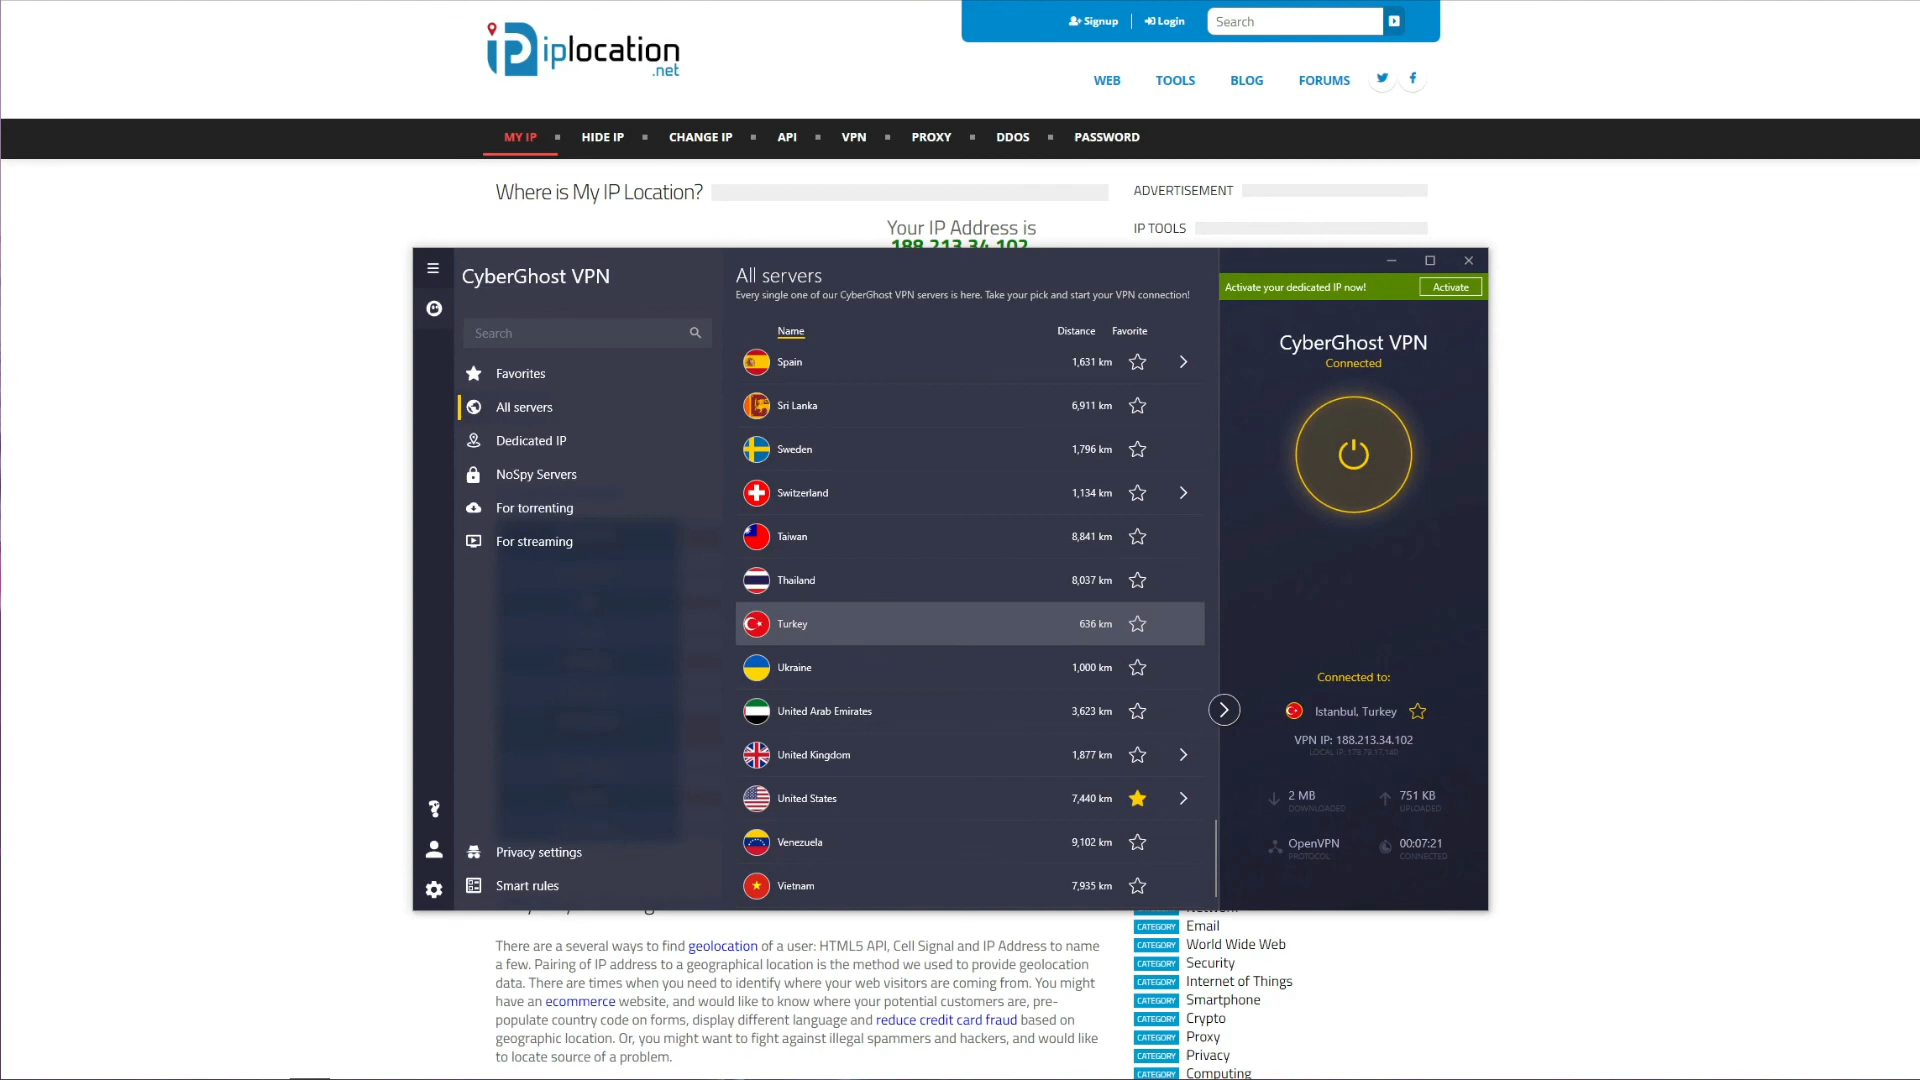 Signup
Login
Search
iplocation
.net
WEB
TOOLS
BLOG
FORUMS
MY IP
HIDE IP
CHANGE IP
API
VPN
PROXY
DDOS
PASSWORD
Where is My IP Location?
ADVERTISEMENT
Your IP Address is
188.213.34.102
IP TOOLS
CyberGhost VPN
Search
Favorites
All servers
Dedicated IP
NoSpy Servers
For torrenting
For streaming
Privacy settings
Smart rules
All servers
Every single one of our CyberGhost VPN servers is here. Take your pick and start your VPN connection!
Name Distance Favorite
Spain 1,631 km
Sri Lanka 6,911 km
Sweden 1,796 km
Switzerland 1,134 km
Taiwan 8,841 km
Thailand 8,037 km
Turkey 636 km
Ukraine 1,000 km
United Arab Emirates 3,623 km
United Kingdom 1,877 km
United States 7,440 km
Venezuela 9,102 km
Vietnam 7,935 km
Activate your dedicated IP now!
Activate
CyberGhost VPN
Connected
Connected to:
Istanbul, Turkey
VPN IP: 188.213.34.102
2 MB
DOWNLOADED
751 KB
UPLOADED
OpenVPN
PROTOCOL
00:07:21
CONNECTED
There are a several ways to find geolocation of a user: HTML5 API, Cell Signal and IP Address to name
a few. Pairing of IP address to a geographical location is the method we used to provide geolocation
data. There are times when you need to identify where your web visitors are coming from. You might
have an ecommerce website, and would like to know where your potential customers are, pre-
populate country code on forms, display different language and reduce credit card fraud based on
geographic location. Or, you might want to fight against illegal spammers and hackers, and would like
to locate source of a problem.
CATEGORY Email
CATEGORY World Wide Web
CATEGORY Security
CATEGORY Internet of Things
CATEGORY Smartphone
CATEGORY Crypto
CATEGORY Proxy
CATEGORY Privacy
CATEGORY Computing